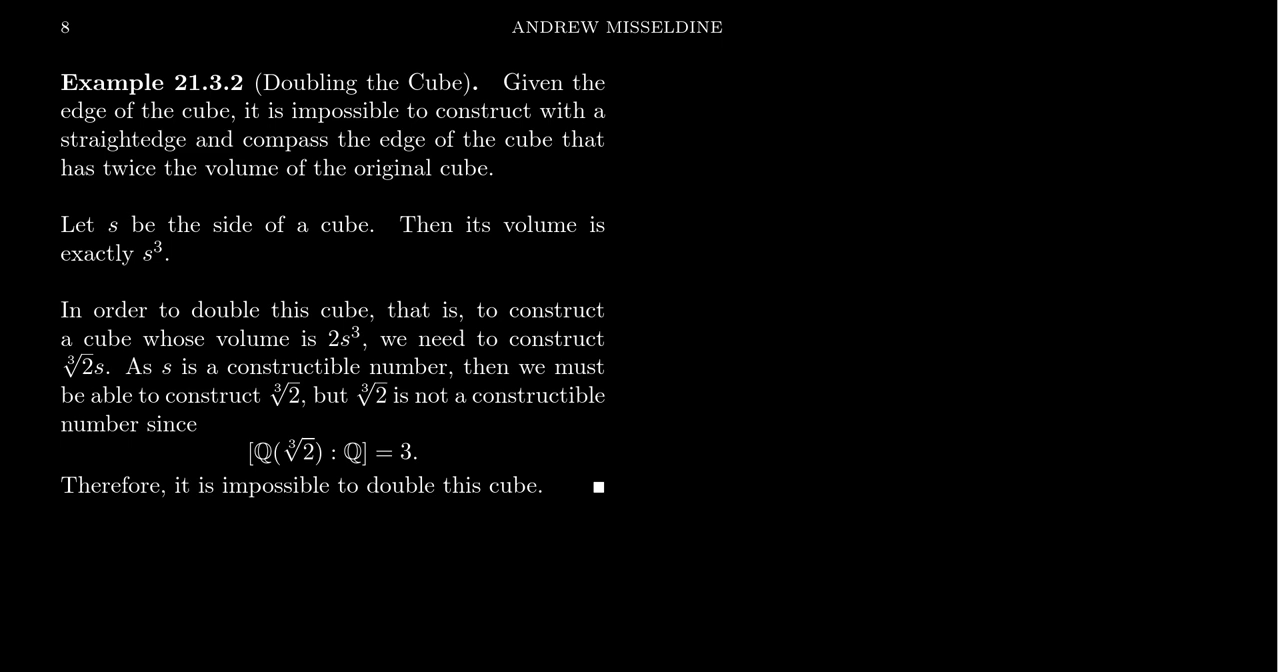 8 ANDREW MISSELDINE
Example 21.3.2 (Doubling the Cube). Given the
edge of the cube, it is impossible to construct with a
straightedge and compass the edge of the cube that
has twice the volume of the original cube.
Let s be the side of a cube. Then its volume is
exactly s³.
In order to double this cube, that is, to construct
a cube whose volume is 2s³, we need to construct
∛2s. As s is a constructible number, then we must
be able to construct ∛2, but ∛2 is not a constructible
number since
[ℚ(∛2) : ℚ] = 3.
Therefore, it is impossible to double this cube. ■